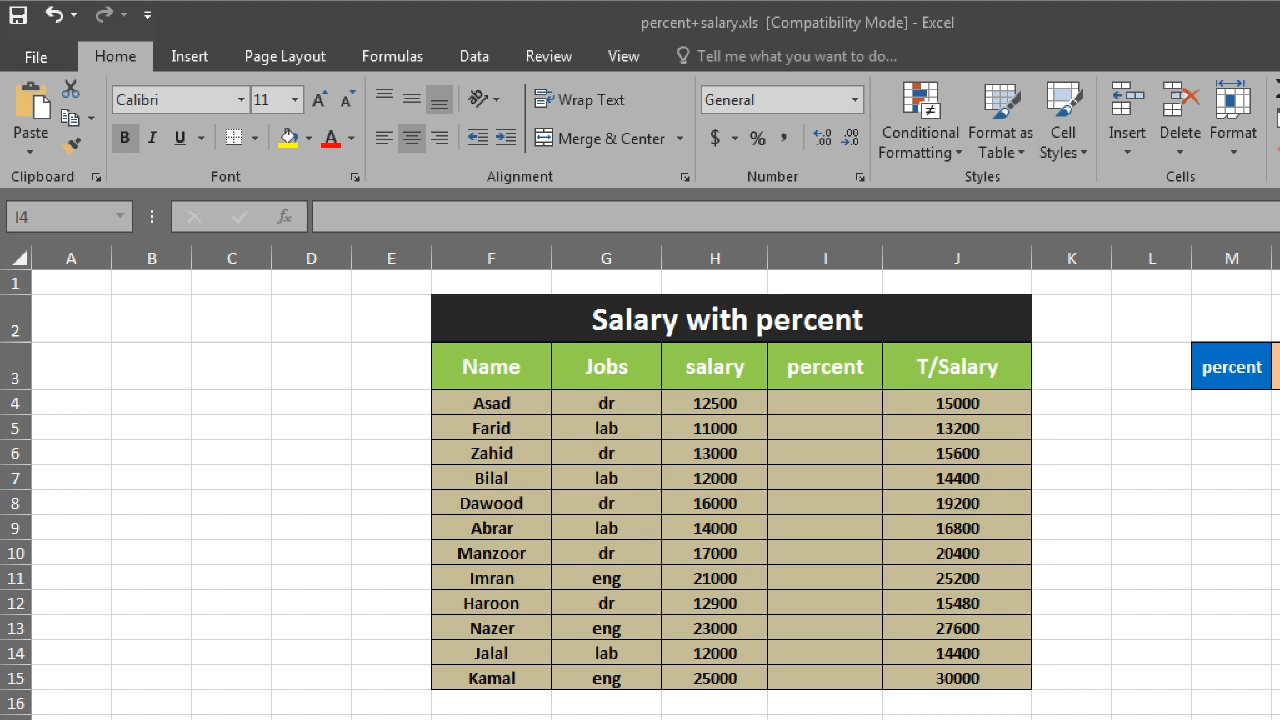 percent+salary.xls [Compatibility Mode] - Excel
File Home Insert Page Layout Formulas Data Review View Tell me what you want to do...
Calibri 11 A A Wrap Text General
Paste B I U A Merge & Center $ % , Conditional Formatting Format as Table Cell Styles Insert Delete Format
Clipboard Font Alignment Number Styles Cells
I4 fx
A B C D E F G H I J K L M
1
2 Salary with percent
3 Name Jobs salary percent T/Salary percent
4 Asad dr 12500 15000
5 Farid lab 11000 13200
6 Zahid dr 13000 15600
7 Bilal lab 12000 14400
8 Dawood dr 16000 19200
9 Abrar lab 14000 16800
10 Manzoor dr 17000 20400
11 Imran eng 21000 25200
12 Haroon dr 12900 15480
13 Nazer eng 23000 27600
14 Jalal lab 12000 14400
15 Kamal eng 25000 30000
16